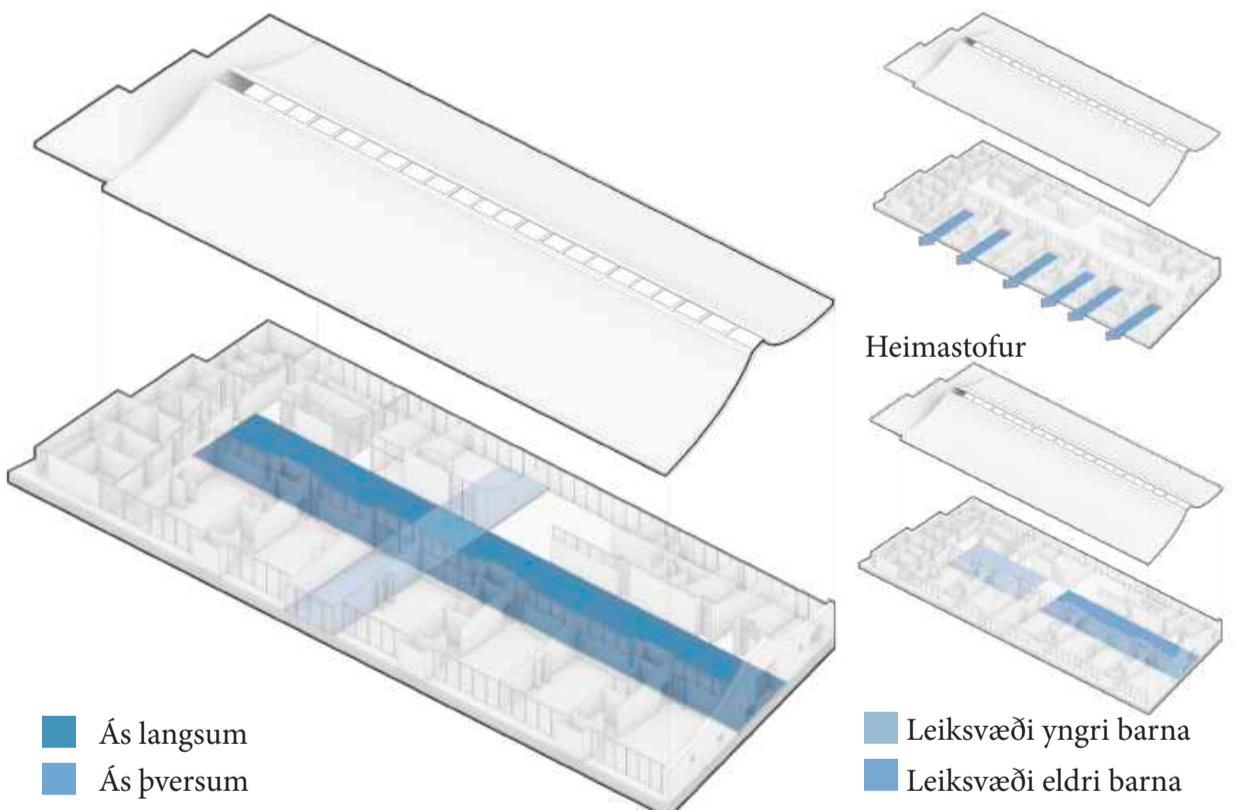 Heimastofur
Ás langsum
Ás þversum
Leiksvæði yngri barna
Leiksvæði eldri barna